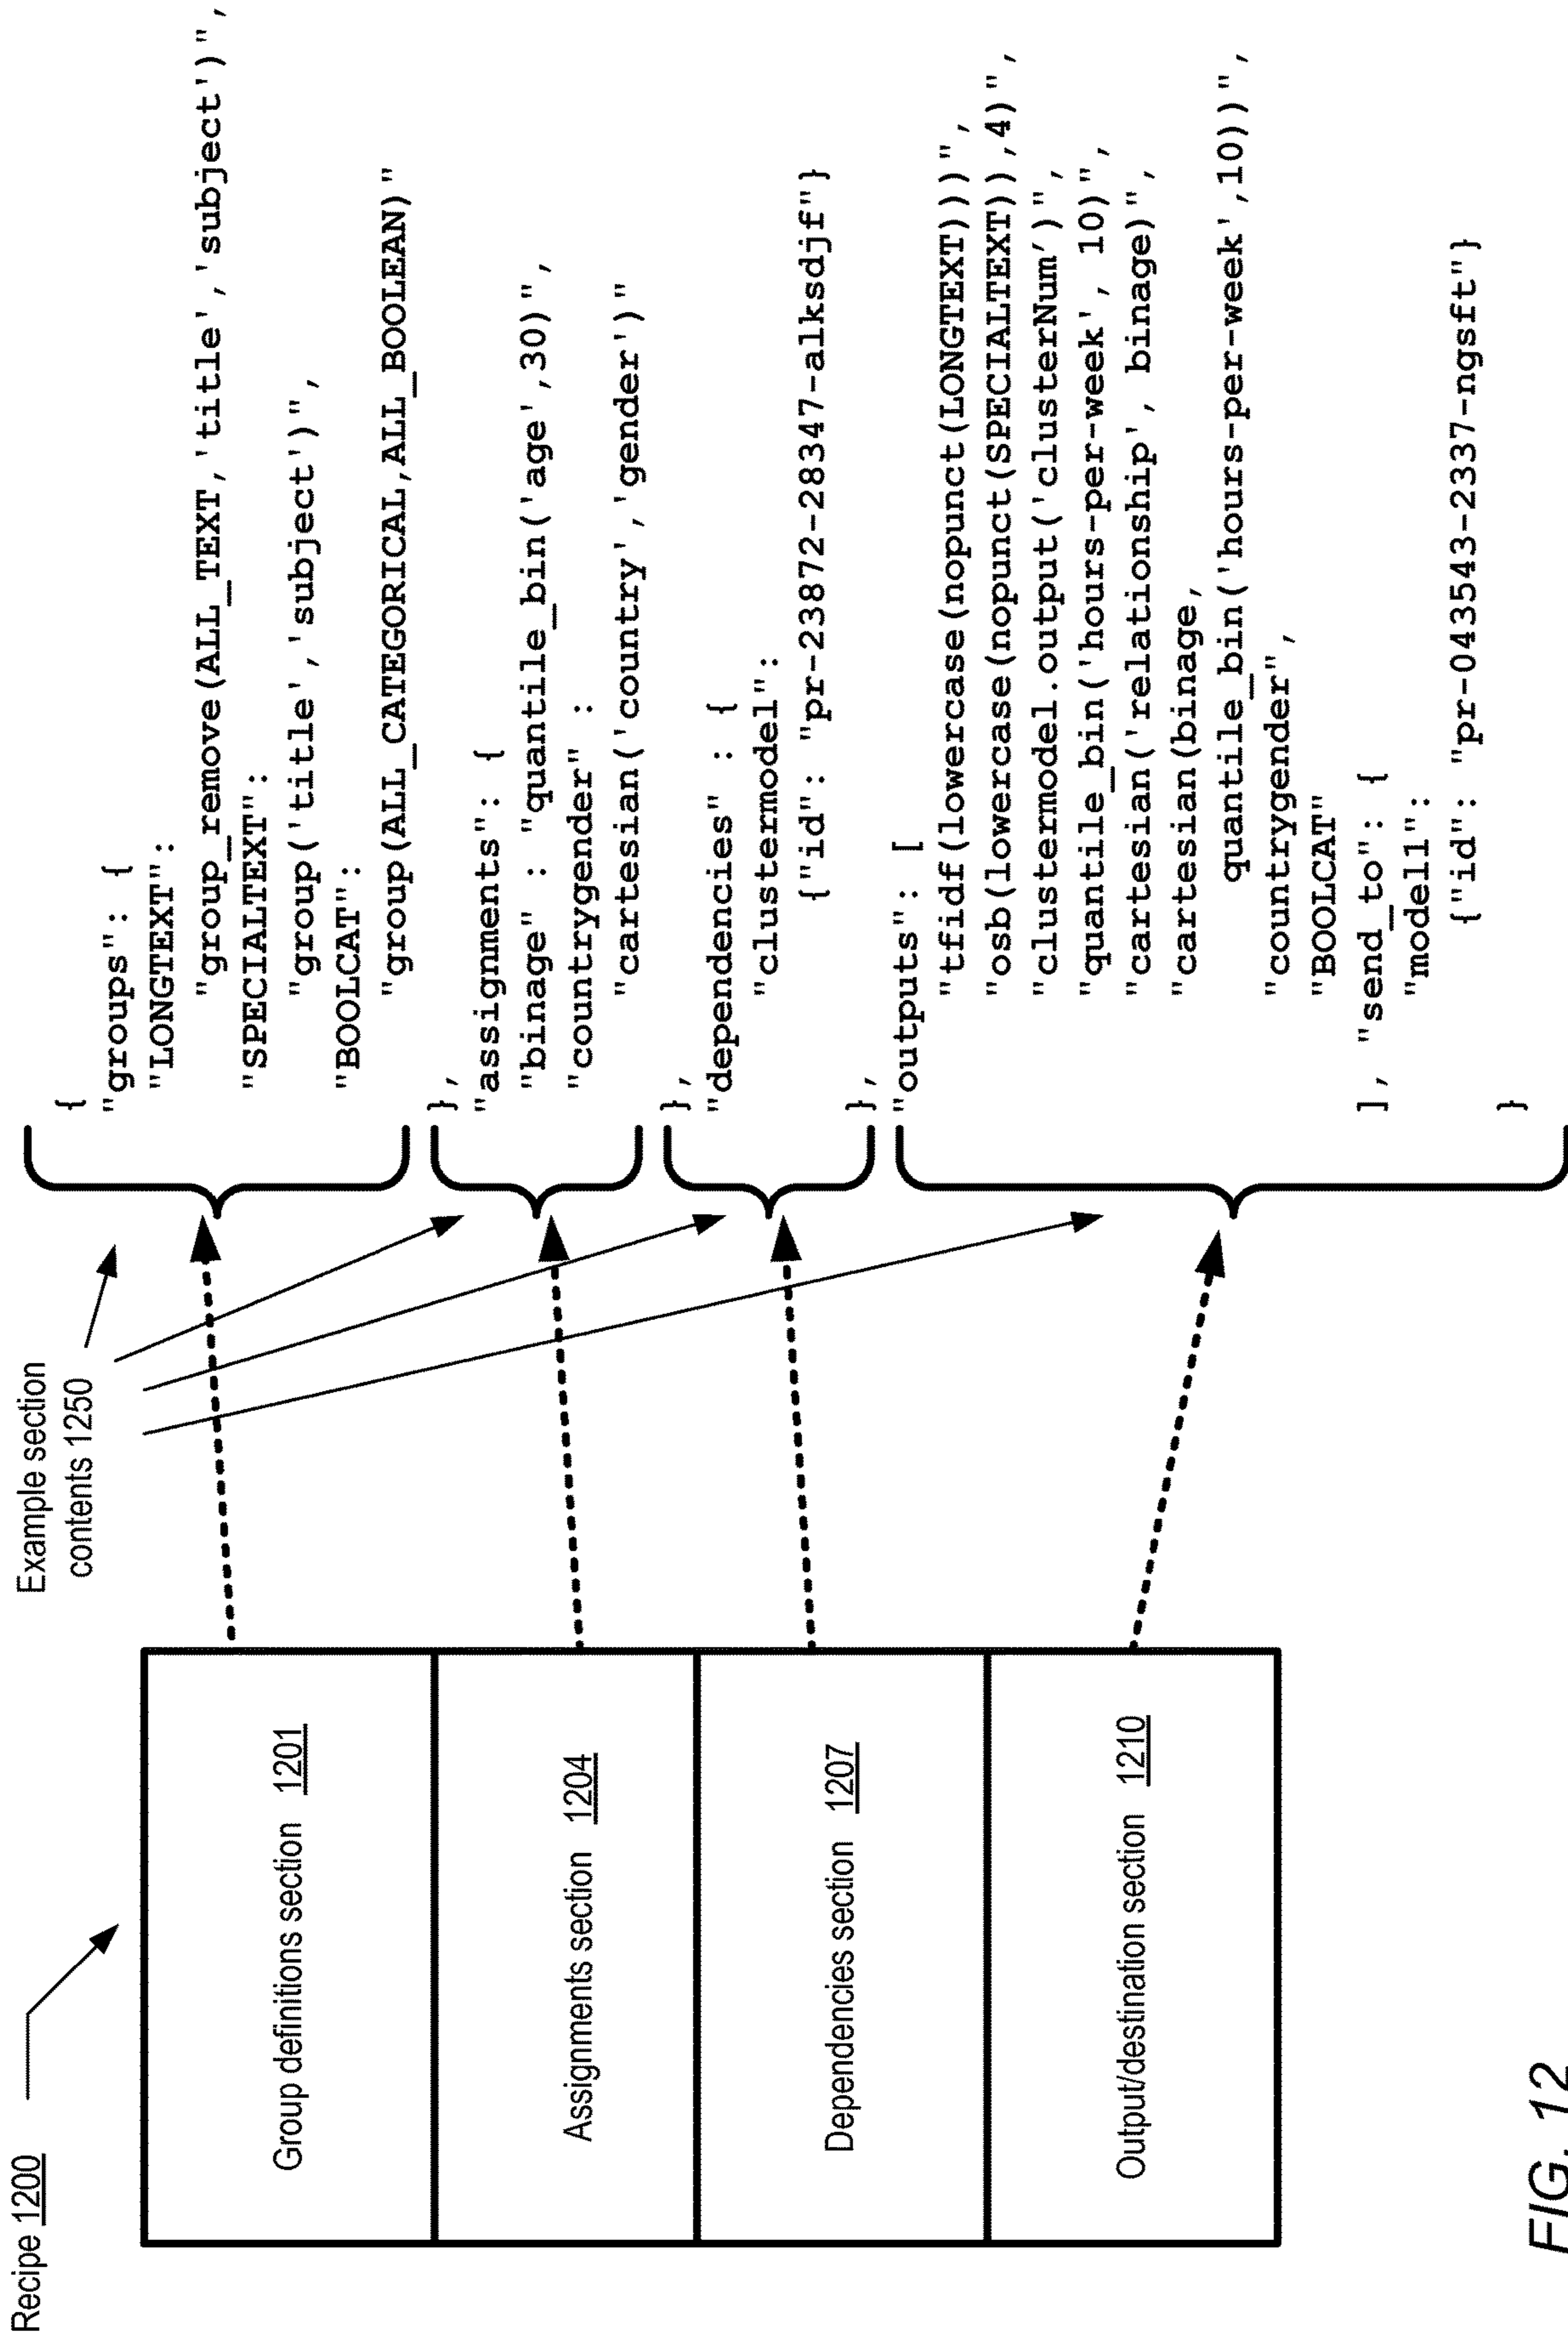 Recipe 1200
Group definitions section 1201
Assignments section 1204
Dependencies section 1207
Output/destination section 1210
Example section
contents 1250
{
"groups": {
"LONGTEXT":
"group_remove(ALL_TEXT,'title','subject')",
"SPECIALTEXT":
"group('title','subject')",
"BOOLCAT":
"group(ALL_CATEGORICAL,ALL_BOOLEAN)"
},
"assignments": {
"binage" : "quantile_bin('age',30)",
"countrygender" :
"cartesian('country','gender')"
},
"dependencies" : {
"clustermodel":
{"id": "pr-23872-28347-alksdjf"}
},
"outputs": [
"tfidf(lowercase(nopunct(LONGTEXT)))",
"osb(lowercase(nopunct(SPECIALTEXT)),4)",
"clustermodel.output('clusterNum')",
"quantile_bin('hours-per-week', 10)",
"cartesian('relationship', binage)",
"cartesian(binage,
quantile_bin('hours-per-week',10))",
"countrygender",
"BOOLCAT"
], "send_to": {
"model1":
{"id": "pr-043543-2337-ngsft"}
}
FIG. 12